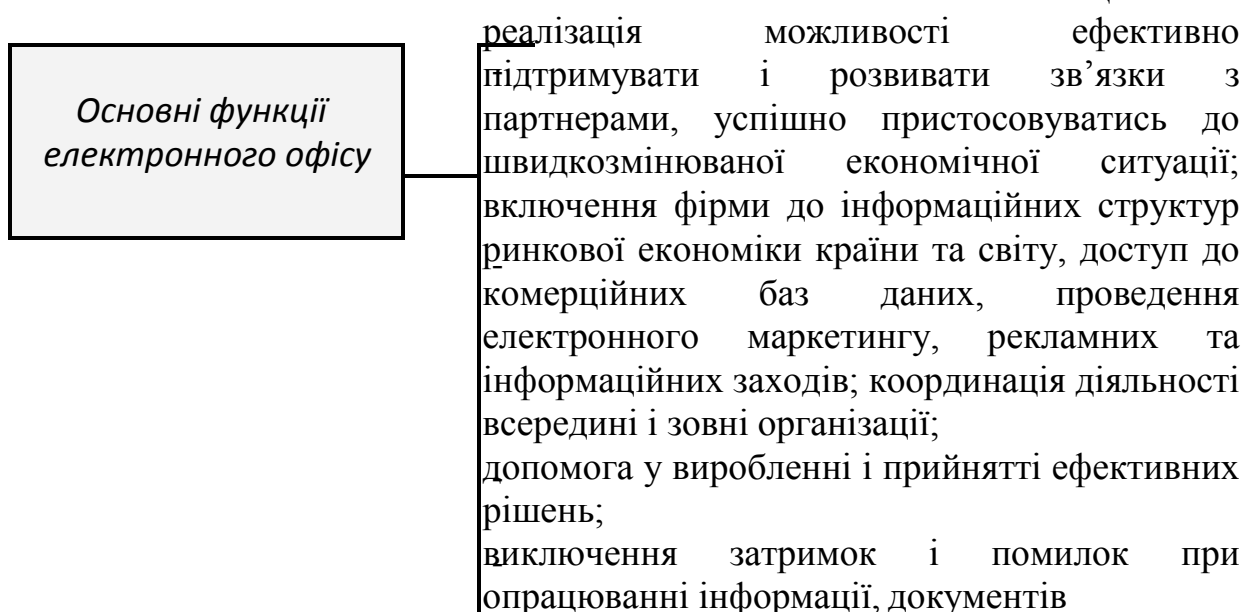 Основні функції
електронного офісу
реалізація можливості ефективно
підтримувати і розвивати зв’язки з
партнерами, успішно пристосовуватись до
швидкозмінюваної економічної ситуації;
включення фірми до інформаційних структур
ринкової економіки країни та світу, доступ до
комерційних баз даних, проведення
електронного маркетингу, рекламних та
інформаційних заходів; координація діяльності
всередині і зовні організації;
допомога у виробленні і прийнятті ефективних
рішень;
виключення затримок і помилок при
опрацюванні інформації, документів